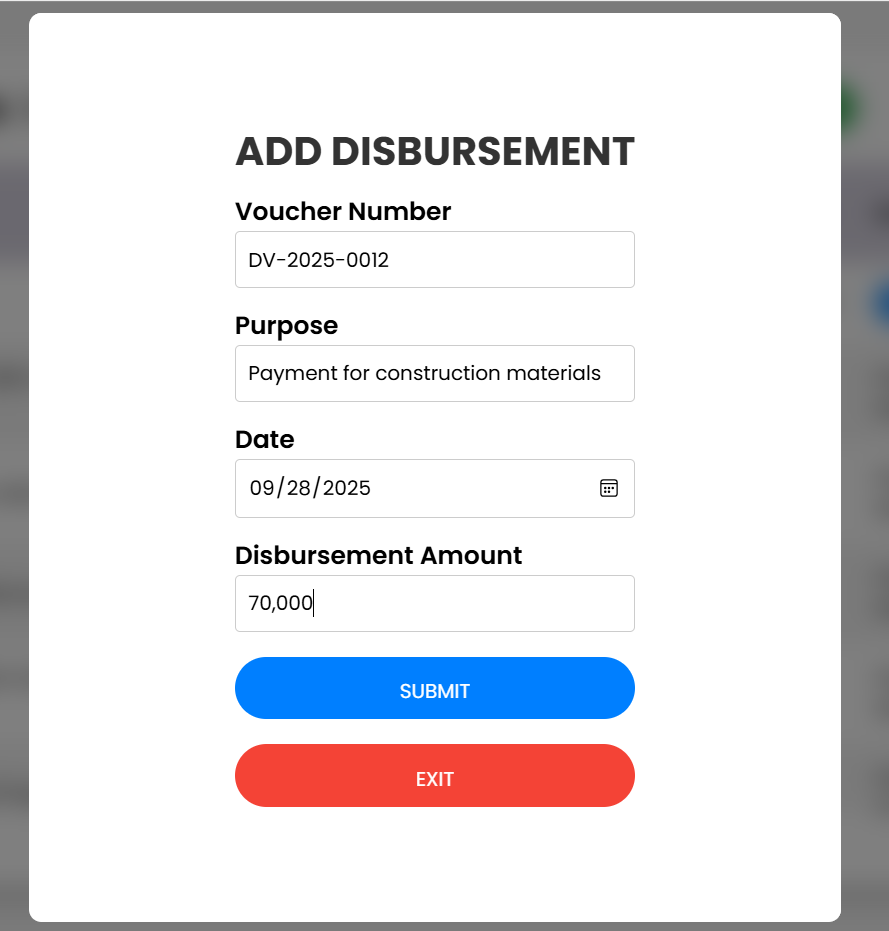 ADD DISBURSEMENT
Voucher Number
DV-2025-0012
Purpose
Payment for construction materials
Date
09/28/2025
Disbursement Amount
70,000
SUBMIT
EXIT